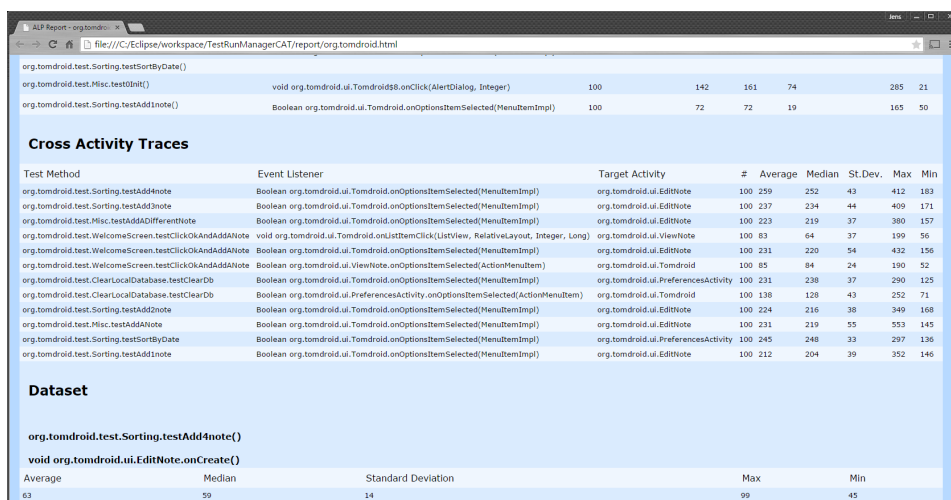 Jens
ALP Report - org.tomdroi
file:///C:/Eclipse/workspace/TestRunManagerCAT/report/org.tomdroid.html
org.tomdroid.test.Sorting.testSortByDate()
org.tomdroid.test.Misc.test0Init() void org.tomdroid.ui.Tomdroid$8.onClick(AlertDialog, Integer) 100 142 161 74 285 21
org.tomdroid.test.Sorting.testAdd1note() Boolean org.tomdroid.ui.Tomdroid.onOptionsItemSelected(MenuItemImpl) 100 72 72 19 165 50
Cross Activity Traces
Test Method Event Listener Target Activity # Average Median St.Dev. Max Min
org.tomdroid.test.Sorting.testAdd4note Boolean org.tomdroid.ui.Tomdroid.onOptionsItemSelected(MenuItemImpl) org.tomdroid.ui.EditNote 100 259 252 43 412 183
org.tomdroid.test.Sorting.testAdd3note Boolean org.tomdroid.ui.Tomdroid.onOptionsItemSelected(MenuItemImpl) org.tomdroid.ui.EditNote 100 237 234 44 409 171
org.tomdroid.test.Misc.testAddADifferentNote Boolean org.tomdroid.ui.Tomdroid.onOptionsItemSelected(MenuItemImpl) org.tomdroid.ui.EditNote 100 223 219 37 380 157
org.tomdroid.test.WelcomeScreen.testClickOkAndAddANote void org.tomdroid.ui.Tomdroid.onListItemClick(ListView, RelativeLayout, Integer, Long) org.tomdroid.ui.ViewNote 100 83 64 37 199 56
org.tomdroid.test.WelcomeScreen.testClickOkAndAddANote Boolean org.tomdroid.ui.Tomdroid.onOptionsItemSelected(MenuItemImpl) org.tomdroid.ui.EditNote 100 231 220 54 432 156
org.tomdroid.test.WelcomeScreen.testClickOkAndAddANote Boolean org.tomdroid.ui.ViewNote.onOptionsItemSelected(ActionMenuItem) org.tomdroid.ui.Tomdroid 100 85 84 24 190 52
org.tomdroid.test.ClearLocalDatabase.testClearDb Boolean org.tomdroid.ui.Tomdroid.onOptionsItemSelected(MenuItemImpl) org.tomdroid.ui.PreferencesActivity 100 231 238 37 290 125
org.tomdroid.test.ClearLocalDatabase.testClearDb Boolean org.tomdroid.ui.PreferencesActivity.onOptionsItemSelected(ActionMenuItem) org.tomdroid.ui.Tomdroid 100 138 128 43 252 71
org.tomdroid.test.Sorting.testAdd2note Boolean org.tomdroid.ui.Tomdroid.onOptionsItemSelected(MenuItemImpl) org.tomdroid.ui.EditNote 100 224 216 38 349 168
org.tomdroid.test.Misc.testAddANote Boolean org.tomdroid.ui.Tomdroid.onOptionsItemSelected(MenuItemImpl) org.tomdroid.ui.EditNote 100 231 219 55 553 145
org.tomdroid.test.Sorting.testSortByDate Boolean org.tomdroid.ui.Tomdroid.onOptionsItemSelected(MenuItemImpl) org.tomdroid.ui.PreferencesActivity 100 245 248 33 297 136
org.tomdroid.test.Sorting.testAdd1note Boolean org.tomdroid.ui.Tomdroid.onOptionsItemSelected(MenuItemImpl) org.tomdroid.ui.EditNote 100 212 204 39 352 146
Dataset
org.tomdroid.test.Sorting.testAdd4note()
void org.tomdroid.ui.EditNote.onCreate()
Average Median Standard Deviation Max Min
63 59 14 99 45